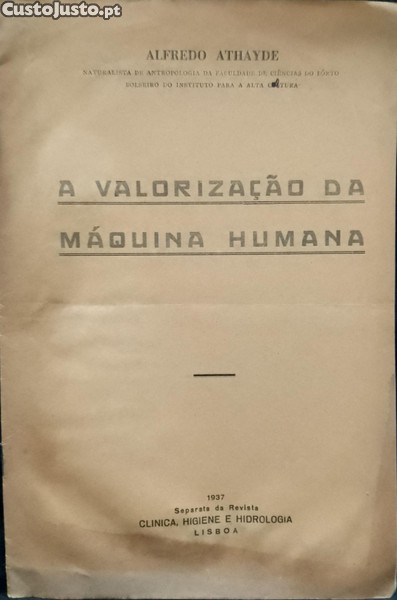 CustoJusto.pt
ALFREDO ATHAYDE
NATURALISTA DE ANTROPOLOGIA DA FACULDADE DE CIÊNCIAS DO PÔRTO
BOLSEIRO DO INSTITUTO PARA A ALTA CULTURA
A VALORIZAÇÃO DA
MÁQUINA HUMANA
1937
Separata da Revista
CLINICA, HIGIENE E HIDROLOGIA
LISBOA